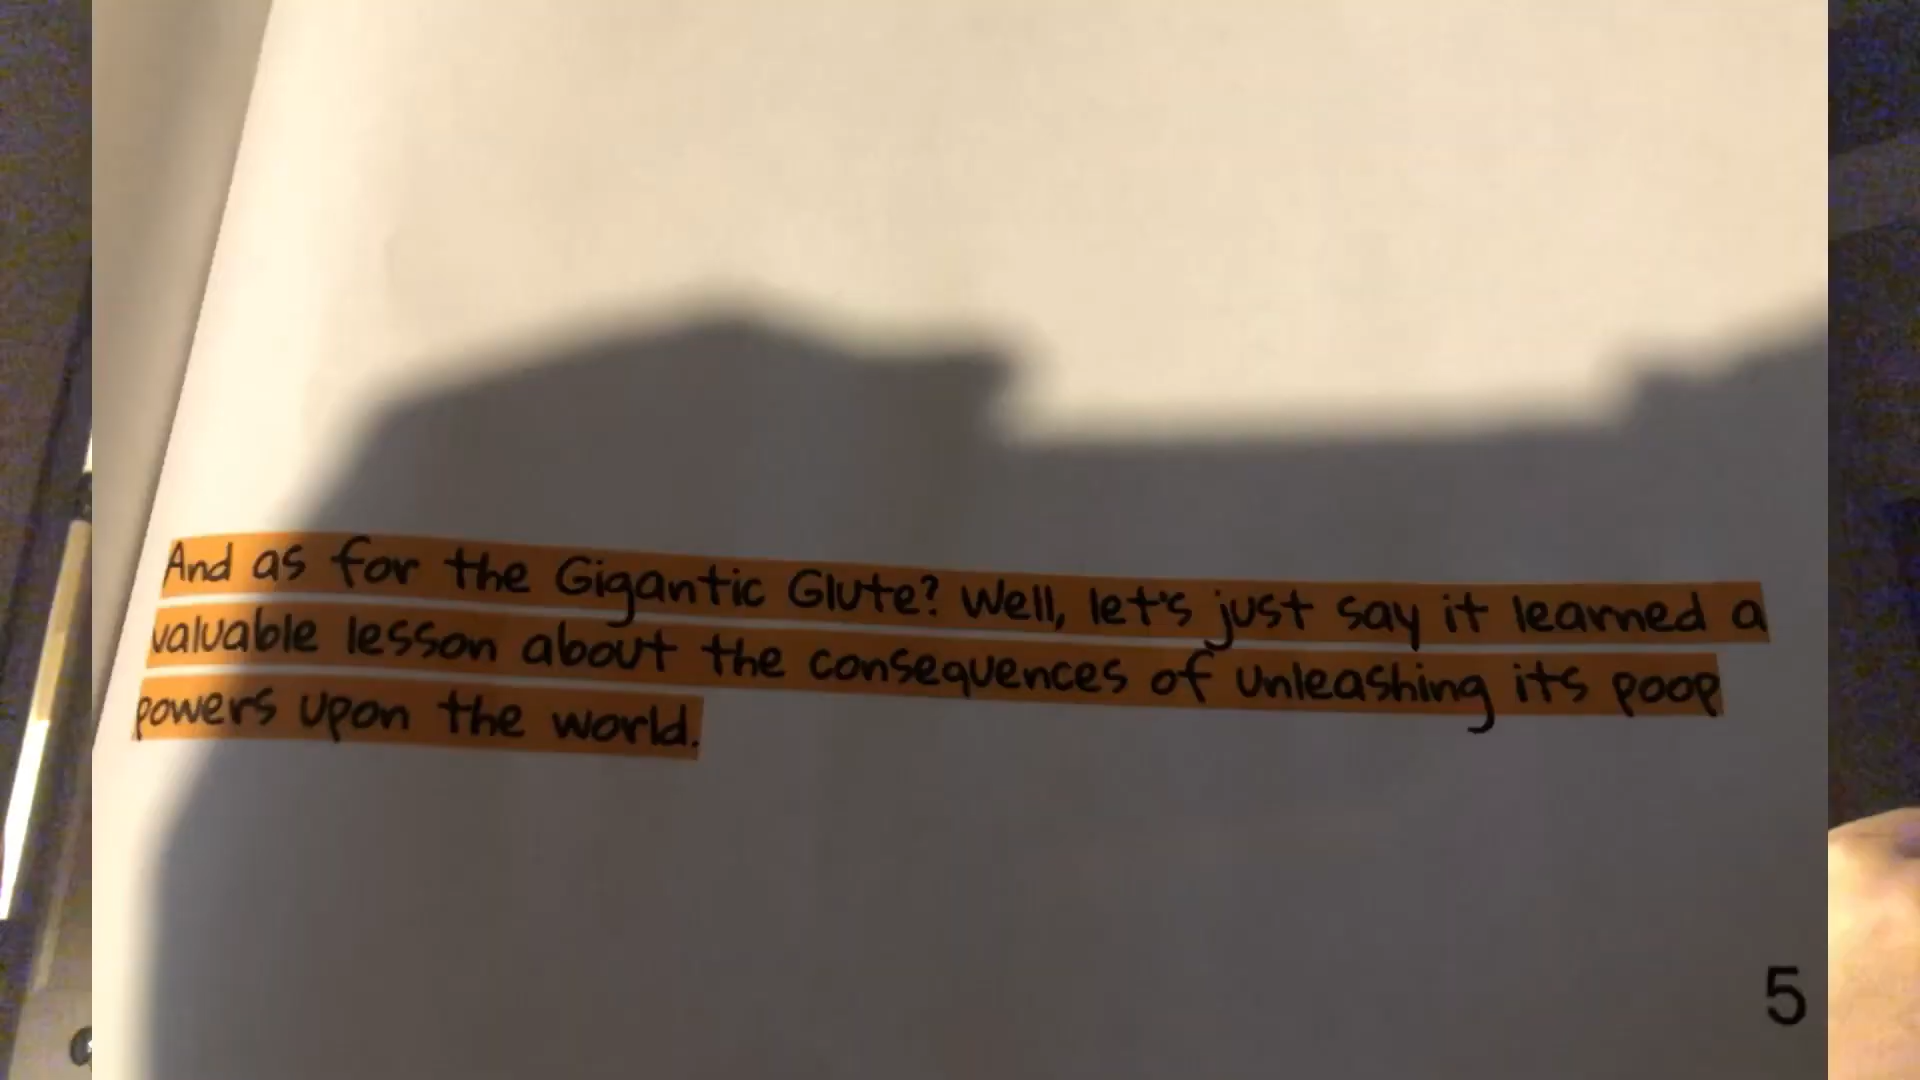 And as for the Gigantic Glute? Well, let's just say it learned a
valuable lesson about the consequences of unleashing its poop
powers upon the world.
5